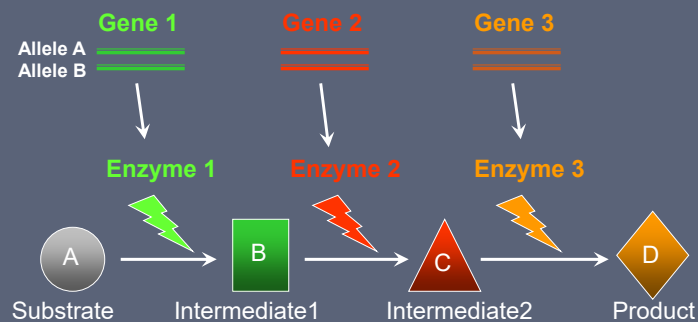 Gene 1 Gene 2 Gene 3
Allele A
Allele B
Enzyme 1 Enzyme 2 Enzyme 3
A B C D
Substrate Intermediate1 Intermediate2 Product